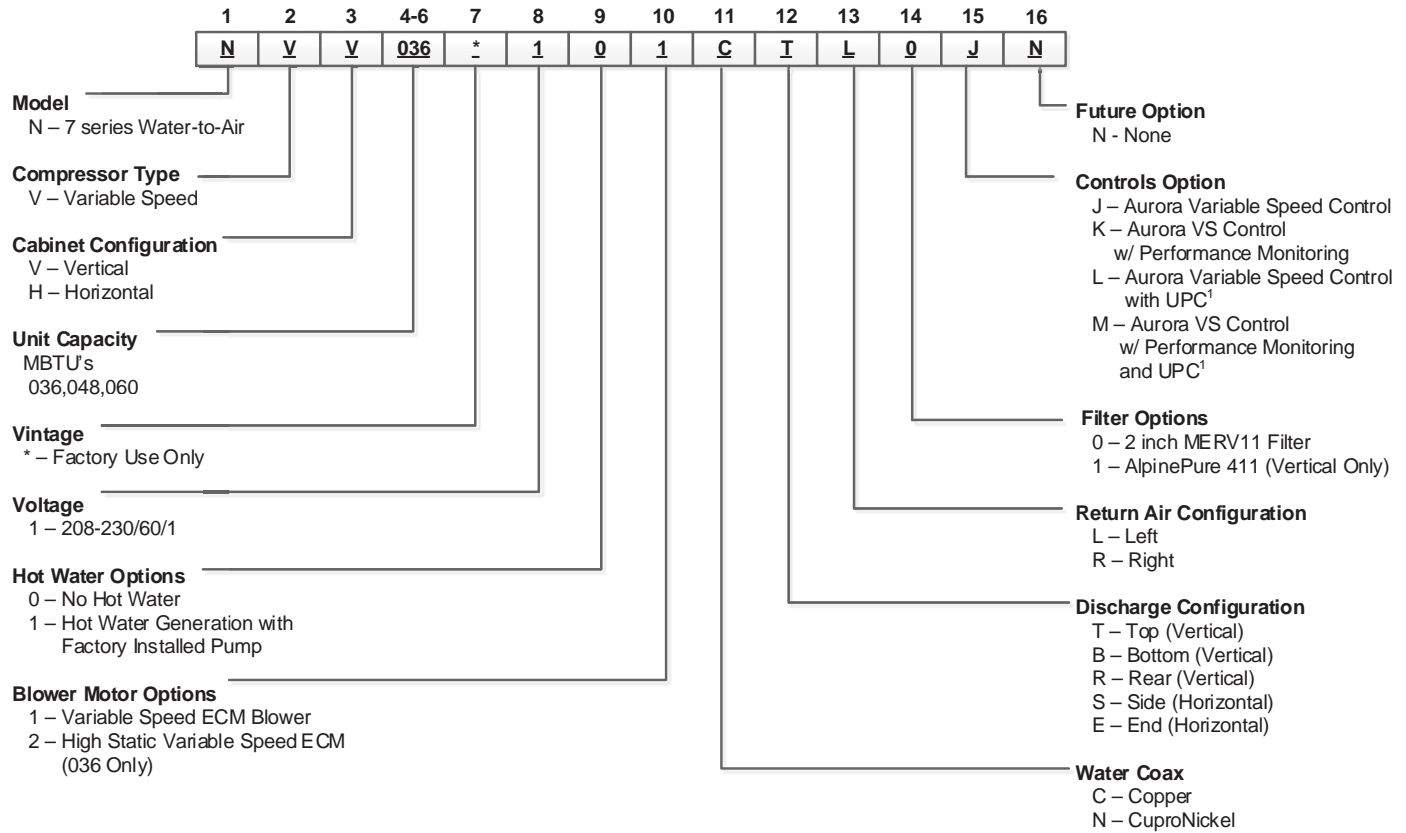 1 2 3 4-6 7 8 9 10 11 12 13 14 15 16
N V V 036 * 1 0 1 C T L 0 J N
Model
N – 7 series Water-to-Air
Compressor Type
V – Variable Speed
Cabinet Configuration
V – Vertical
H – Horizontal
Unit Capacity
MBTU's
036,048,060
Vintage
* – Factory Use Only
Voltage
1 – 208-230/60/1
Hot Water Options
0 – No Hot Water
1 – Hot Water Generation with
Factory Installed Pump
Blower Motor Options
1 – Variable Speed ECM Blower
2 – High Static Variable Speed ECM
(036 Only)
Future Option
N - None
Controls Option
J – Aurora Variable Speed Control
K – Aurora VS Control
w/ Performance Monitoring
L – Aurora Variable Speed Control
with UPC¹
M – Aurora VS Control
w/ Performance Monitoring
and UPC¹
Filter Options
0 – 2 inch MERV11 Filter
1 – AlpinePure 411 (Vertical Only)
Return Air Configuration
L – Left
R – Right
Discharge Configuration
T – Top (Vertical)
B – Bottom (Vertical)
R – Rear (Vertical)
S – Side (Horizontal)
E – End (Horizontal)
Water Coax
C – Copper
N – CuproNickel